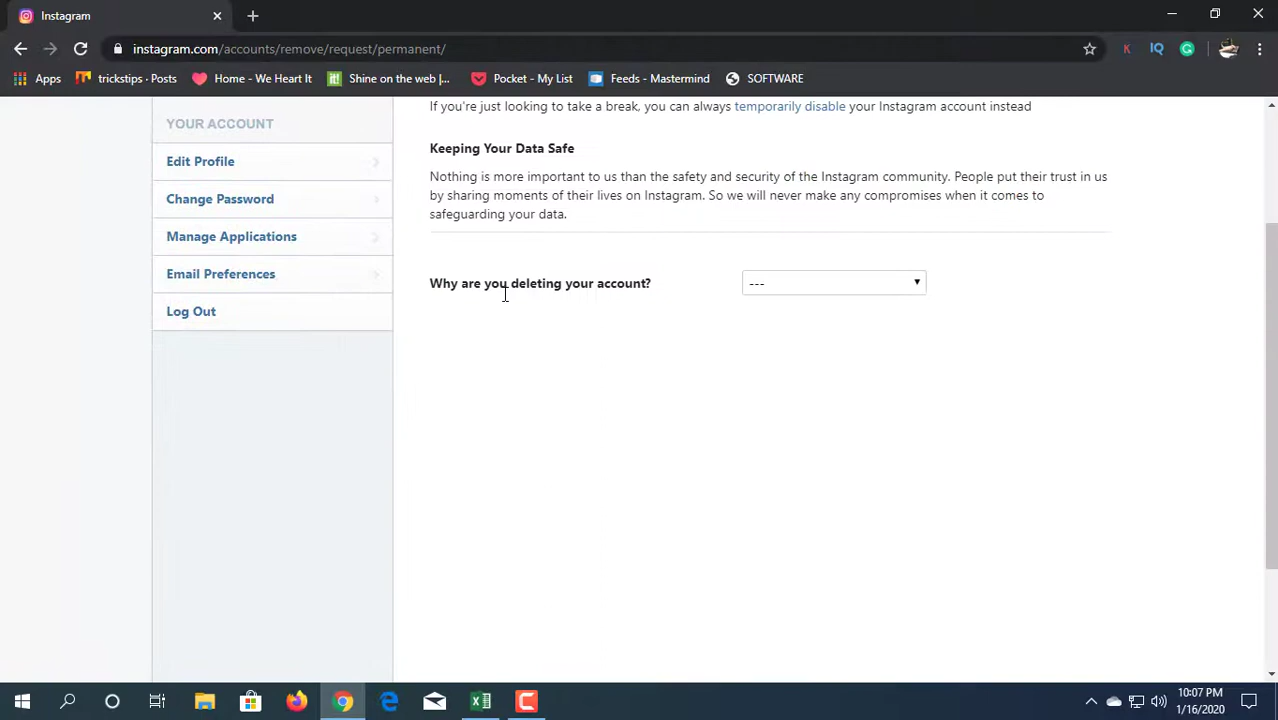 Instagram
instagram.com/accounts/remove/request/permanent/
K
IQ
Apps
trickstips · Posts
Home - We Heart It
it!
Shine on the web |...
Pocket - My List
Feeds - Mastermind
SOFTWARE
YOUR ACCOUNT
Edit Profile
Change Password
Manage Applications
Email Preferences
Log Out
If you're just looking to take a break, you can always temporarily disable your Instagram account instead
Keeping Your Data Safe
Nothing is more important to us than the safety and security of the Instagram community. People put their trust in us
by sharing moments of their lives on Instagram. So we will never make any compromises when it comes to
safeguarding your data.
Why are you deleting your account?
---
10:07 PM
1/16/2020